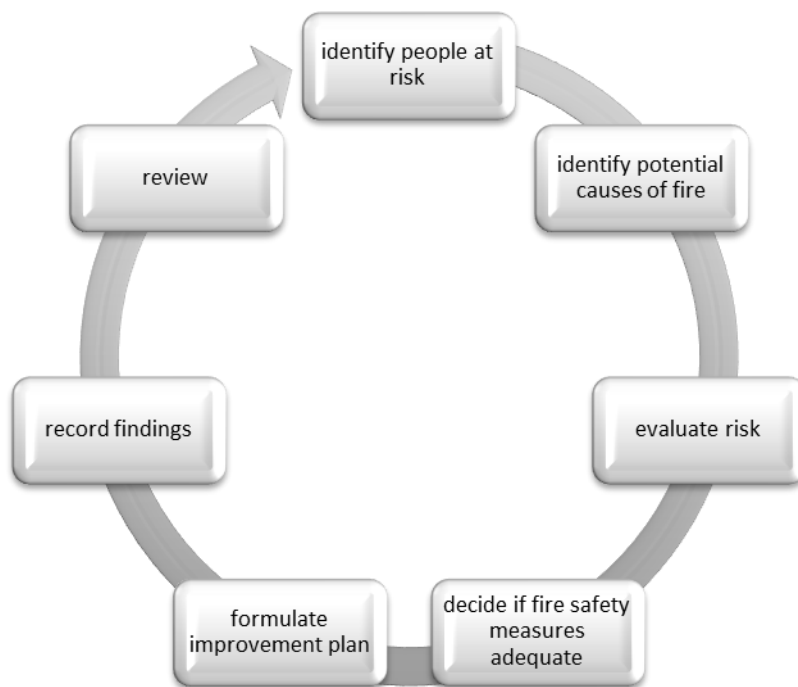 identify people at
risk
identify potential
causes of fire
evaluate risk
decide if fire safety
measures
adequate
formulate
improvement plan
record findings
review